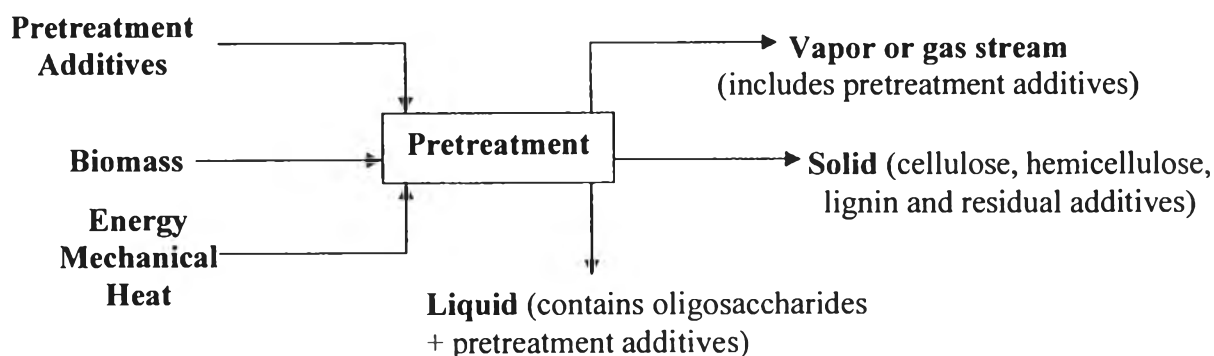 Pretreatment
Additives
Biomass
Energy
Mechanical
Heat
Pretreatment
Vapor or gas stream
(includes pretreatment additives)
Solid (cellulose, hemicellulose,
lignin and residual additives)
Liquid (contains oligosaccharides
+ pretreatment additives)